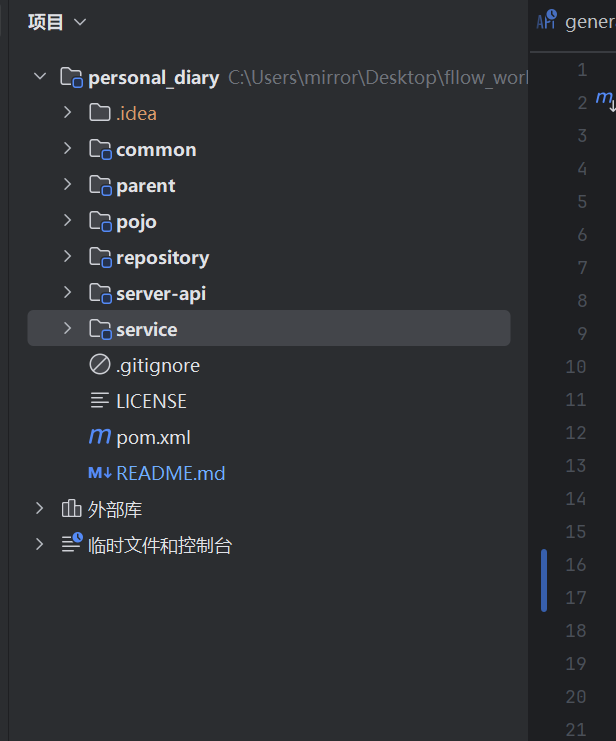 项目
personal_diary C:\Users\mirror\Desktop\fllow_worl
.idea
common
parent
pojo
repository
server-api
service
.gitignore
LICENSE
pom.xml
M↓ README.md
外部库
临时文件和控制台
API gener
1
2
3
4
5
6
7
8
9
10
11
12
13
14
15
16
17
18
19
20
21